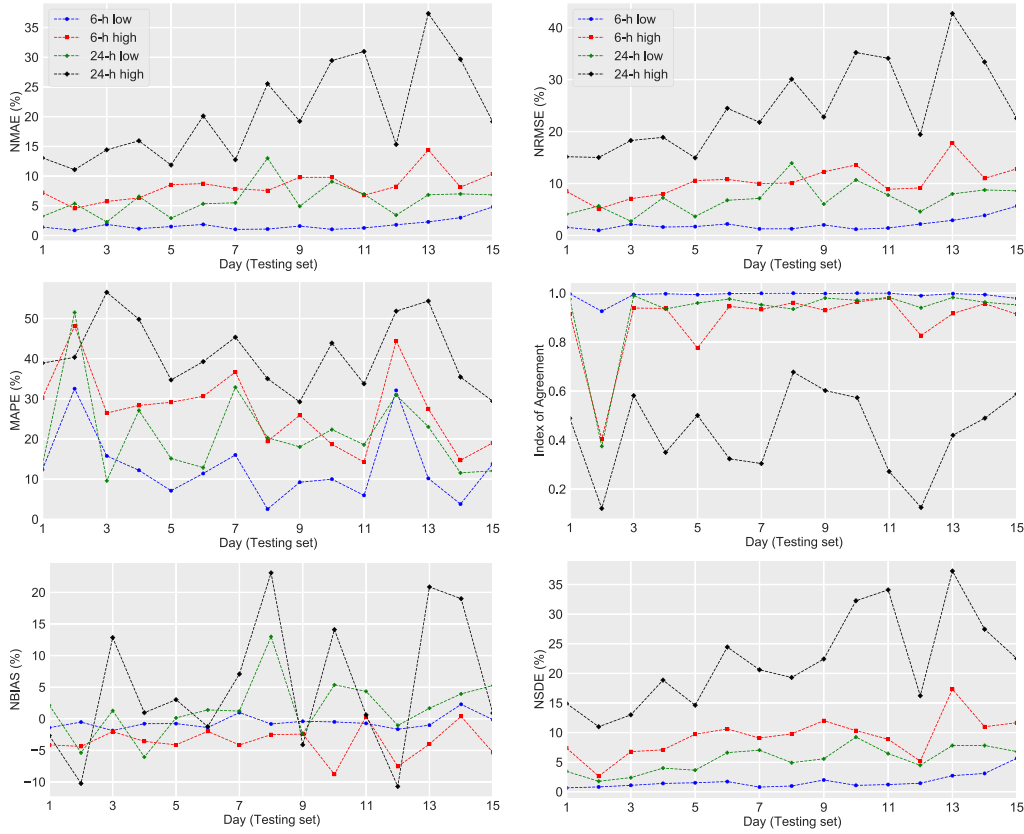 35
30
25
20
15
10
5
0
NMAE (%)
6-h low
6-h high
24-h low
24-h high
1 3 5 7 9 11 13 15
Day (Testing set)
40
30
20
10
0
NRMSE (%)
6-h low
6-h high
24-h low
24-h high
1 3 5 7 9 11 13 15
Day (Testing set)
50
40
30
20
10
0
MAPE (%)
1 3 5 7 9 11 13 15
Day (Testing set)
1.0
0.8
0.6
0.4
0.2
Index of Agreement
1 3 5 7 9 11 13 15
Day (Testing set)
20
15
10
5
0
−5
−10
NBIAS (%)
1 3 5 7 9 11 13 15
Day (Testing set)
35
30
25
20
15
10
5
0
NSDE (%)
1 3 5 7 9 11 13 15
Day (Testing set)